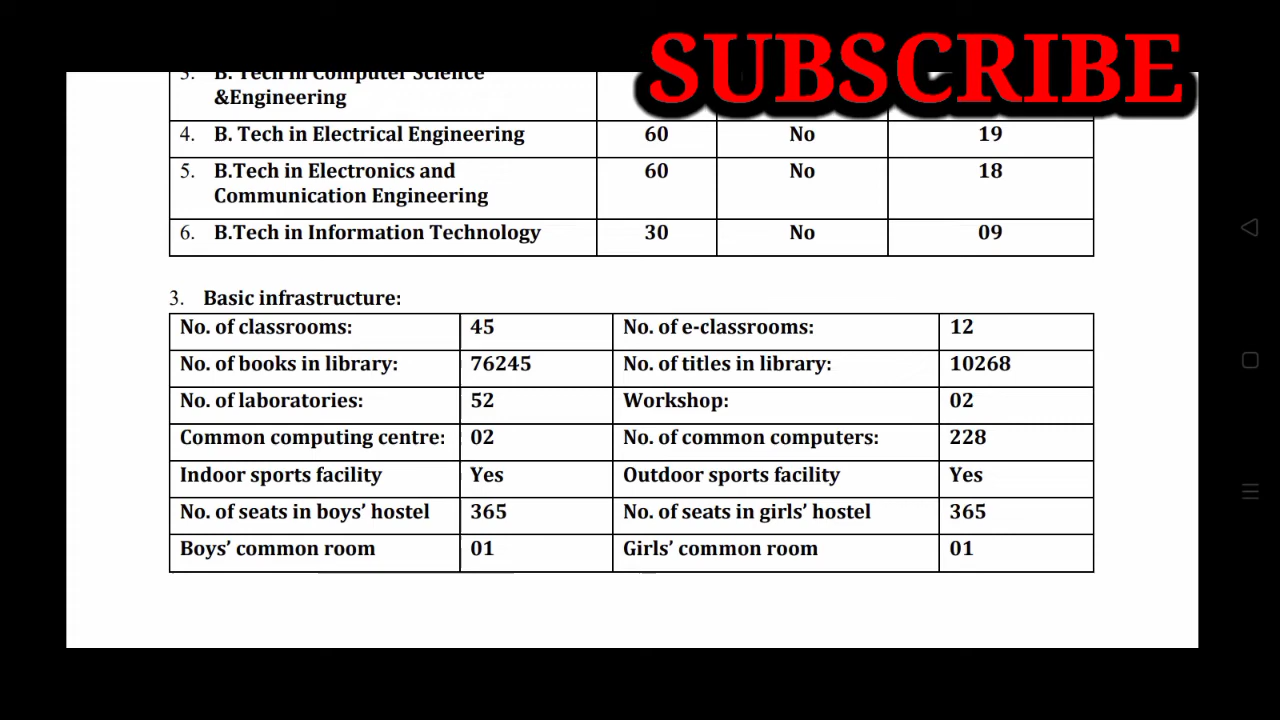 SUBSCRIBE
3. B. Tech in Computer Science
&Engineering
4. B. Tech in Electrical Engineering 60 No 19
5. B.Tech in Electronics and 60 No 18
Communication Engineering
6. B.Tech in Information Technology 30 No 09
3. Basic infrastructure:
No. of classrooms: 45 No. of e-classrooms: 12
No. of books in library: 76245 No. of titles in library: 10268
No. of laboratories: 52 Workshop: 02
Common computing centre: 02 No. of common computers: 228
Indoor sports facility Yes Outdoor sports facility Yes
No. of seats in boys’ hostel 365 No. of seats in girls’ hostel 365
Boys’ common room 01 Girls’ common room 01